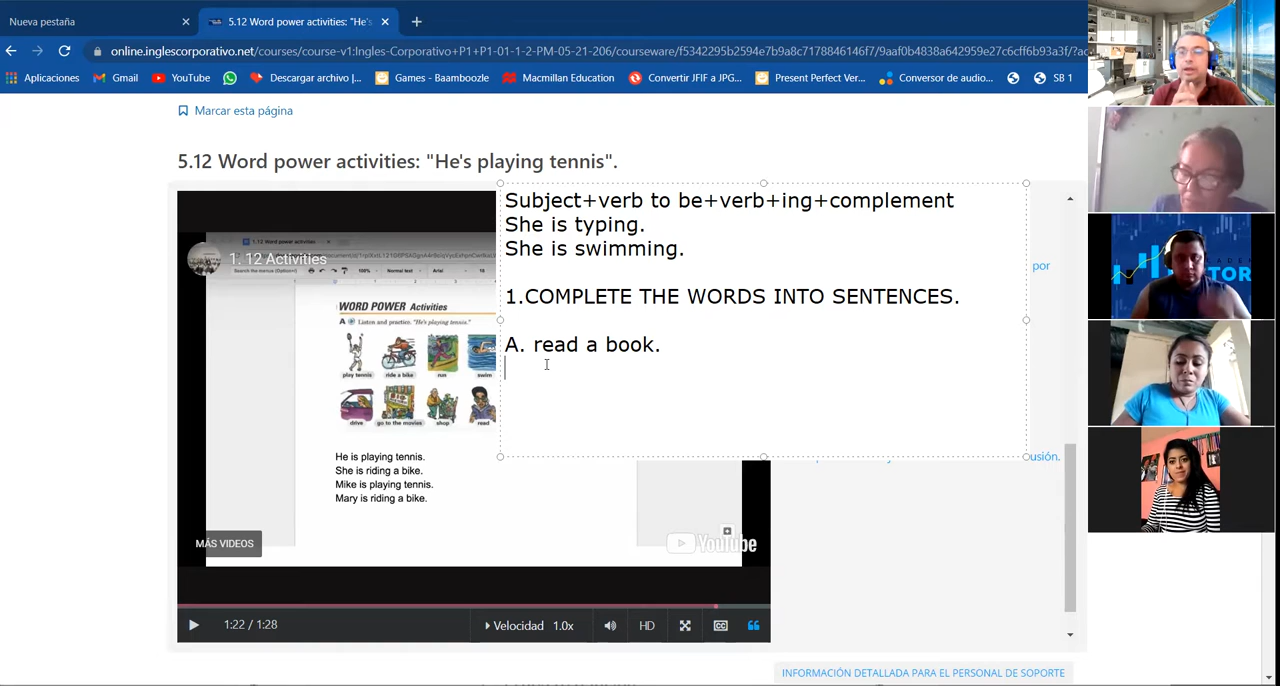 Nueva pestaña
5.12 Word power activities: "He's
online.inglescorporativo.net/courses/course-v1:Ingles-Corporativo+P1+P1-01-1-2-PM-05-21-206/courseware/f5342295b2594e7b9a8c7178846146f7/9aaf0b4838a642959e27c6cff6b93a3f/?ac
Aplicaciones
Gmail
YouTube
Descargar archivo |...
Games - Baamboozle
Macmillan Education
Convertir JFIF a JPG...
Present Perfect Ver...
Conversor de audio...
SB 1
Marcar esta página
5.12 Word power activities: "He's playing tennis".
Subject+verb to be+verb+ing+complement
She is typing.
She is swimming.
1.COMPLETE THE WORDS INTO SENTENCES.
A. read a book.
1. 12 Activities
WORD POWER Activities
A Listen and practice. "He's playing tennis."
play tennis
ride a bike
run
swim
drive
go to the movies
shop
read
He is playing tennis.
She is riding a bike.
Mike is playing tennis.
Mary is riding a bike.
MÁS VIDEOS
YouTube
1:22 / 1:28
Velocidad 1.0x
HD
CC
por
usión.
INFORMACIÓN DETALLADA PARA EL PERSONAL DE SOPORTE